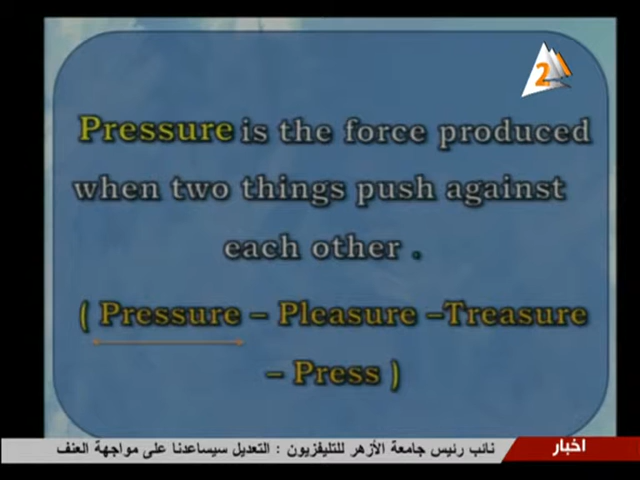 2
Pressure is the force produced
when two things push against
each other .
( Pressure – Pleasure –Treasure
– Press )
اخبار
نائب رئيس جامعة الأزهر للتليفزيون : التعديل سيساعدنا على مواجهة العنف